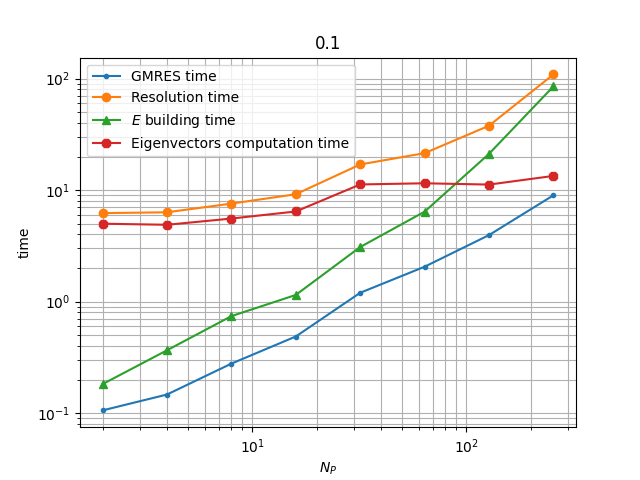 0.1
GMRES time
Resolution time
E building time
Eigenvectors computation time
10²
10¹
10⁰
10⁻¹
time
10¹ 10²
N_P